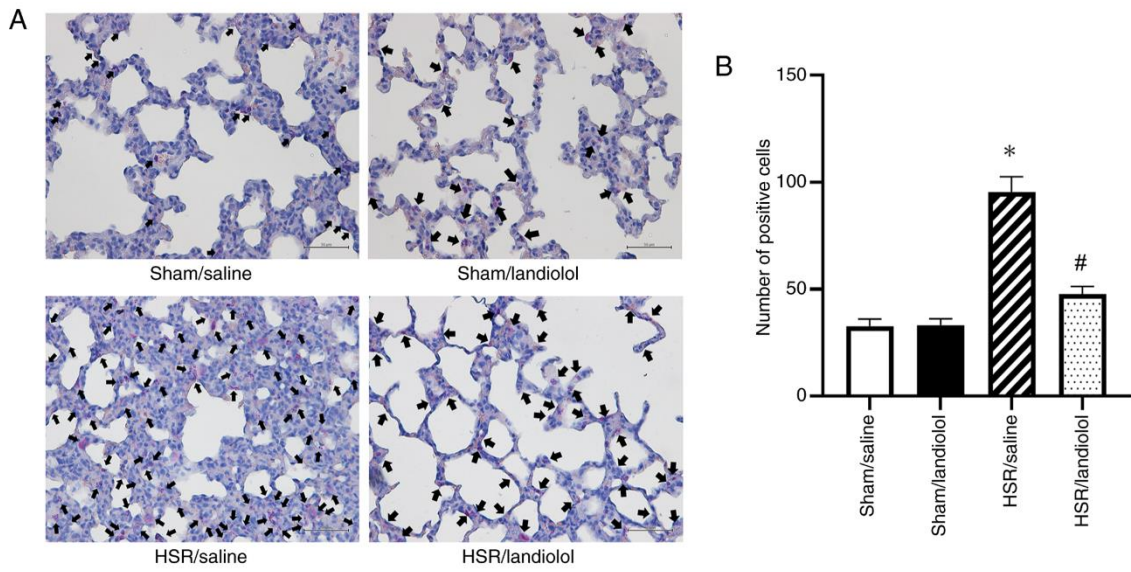 A
Sham/saline
Sham/landiolol
HSR/saline
HSR/landiolol
B
Number of positive cells
150
100
50
0
*
#
Sham/saline
Sham/landiolol
HSR/saline
HSR/landiolol